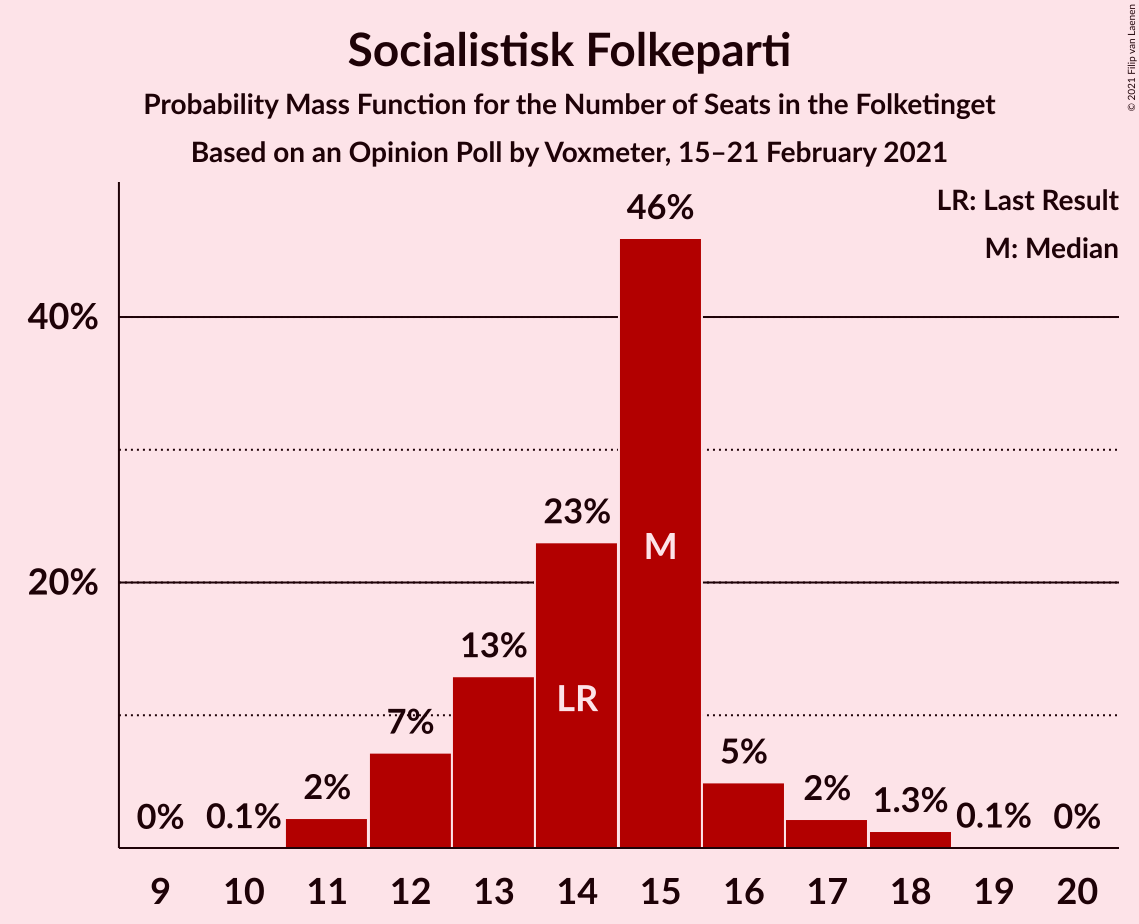 Socialistisk Folkeparti
Probability Mass Function for the Number of Seats in the Folketinget
Based on an Opinion Poll by Voxmeter, 15–21 February 2021
© 2021 Filip van Laenen
LR: Last Result
M: Median
46%
40%
23%
M
20%
13%
LR
7%
5%
2%
2%
1.3%
0%
0.1%
0.1%
0%
9 10 11 12 13 14 15 16 17 18 19 20